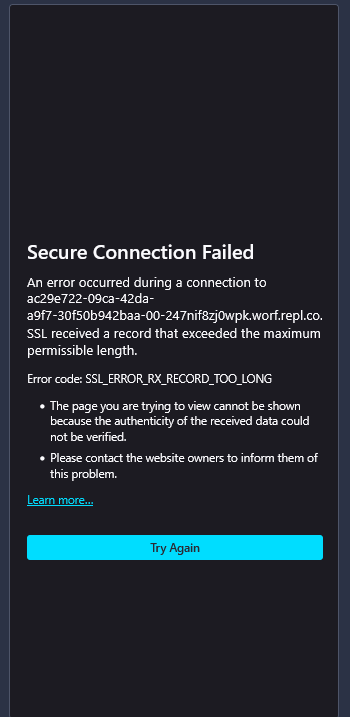 Secure Connection Failed
An error occurred during a connection to
ac29e722-09ca-42da-
a9f7-30f50b942baa-00-247nif8zj0wpk.worf.repl.co.
SSL received a record that exceeded the maximum
permissible length.
Error code: SSL_ERROR_RX_RECORD_TOO_LONG
• The page you are trying to view cannot be shown
because the authenticity of the received data could
not be verified.
• Please contact the website owners to inform them of
this problem.
Learn more...
Try Again